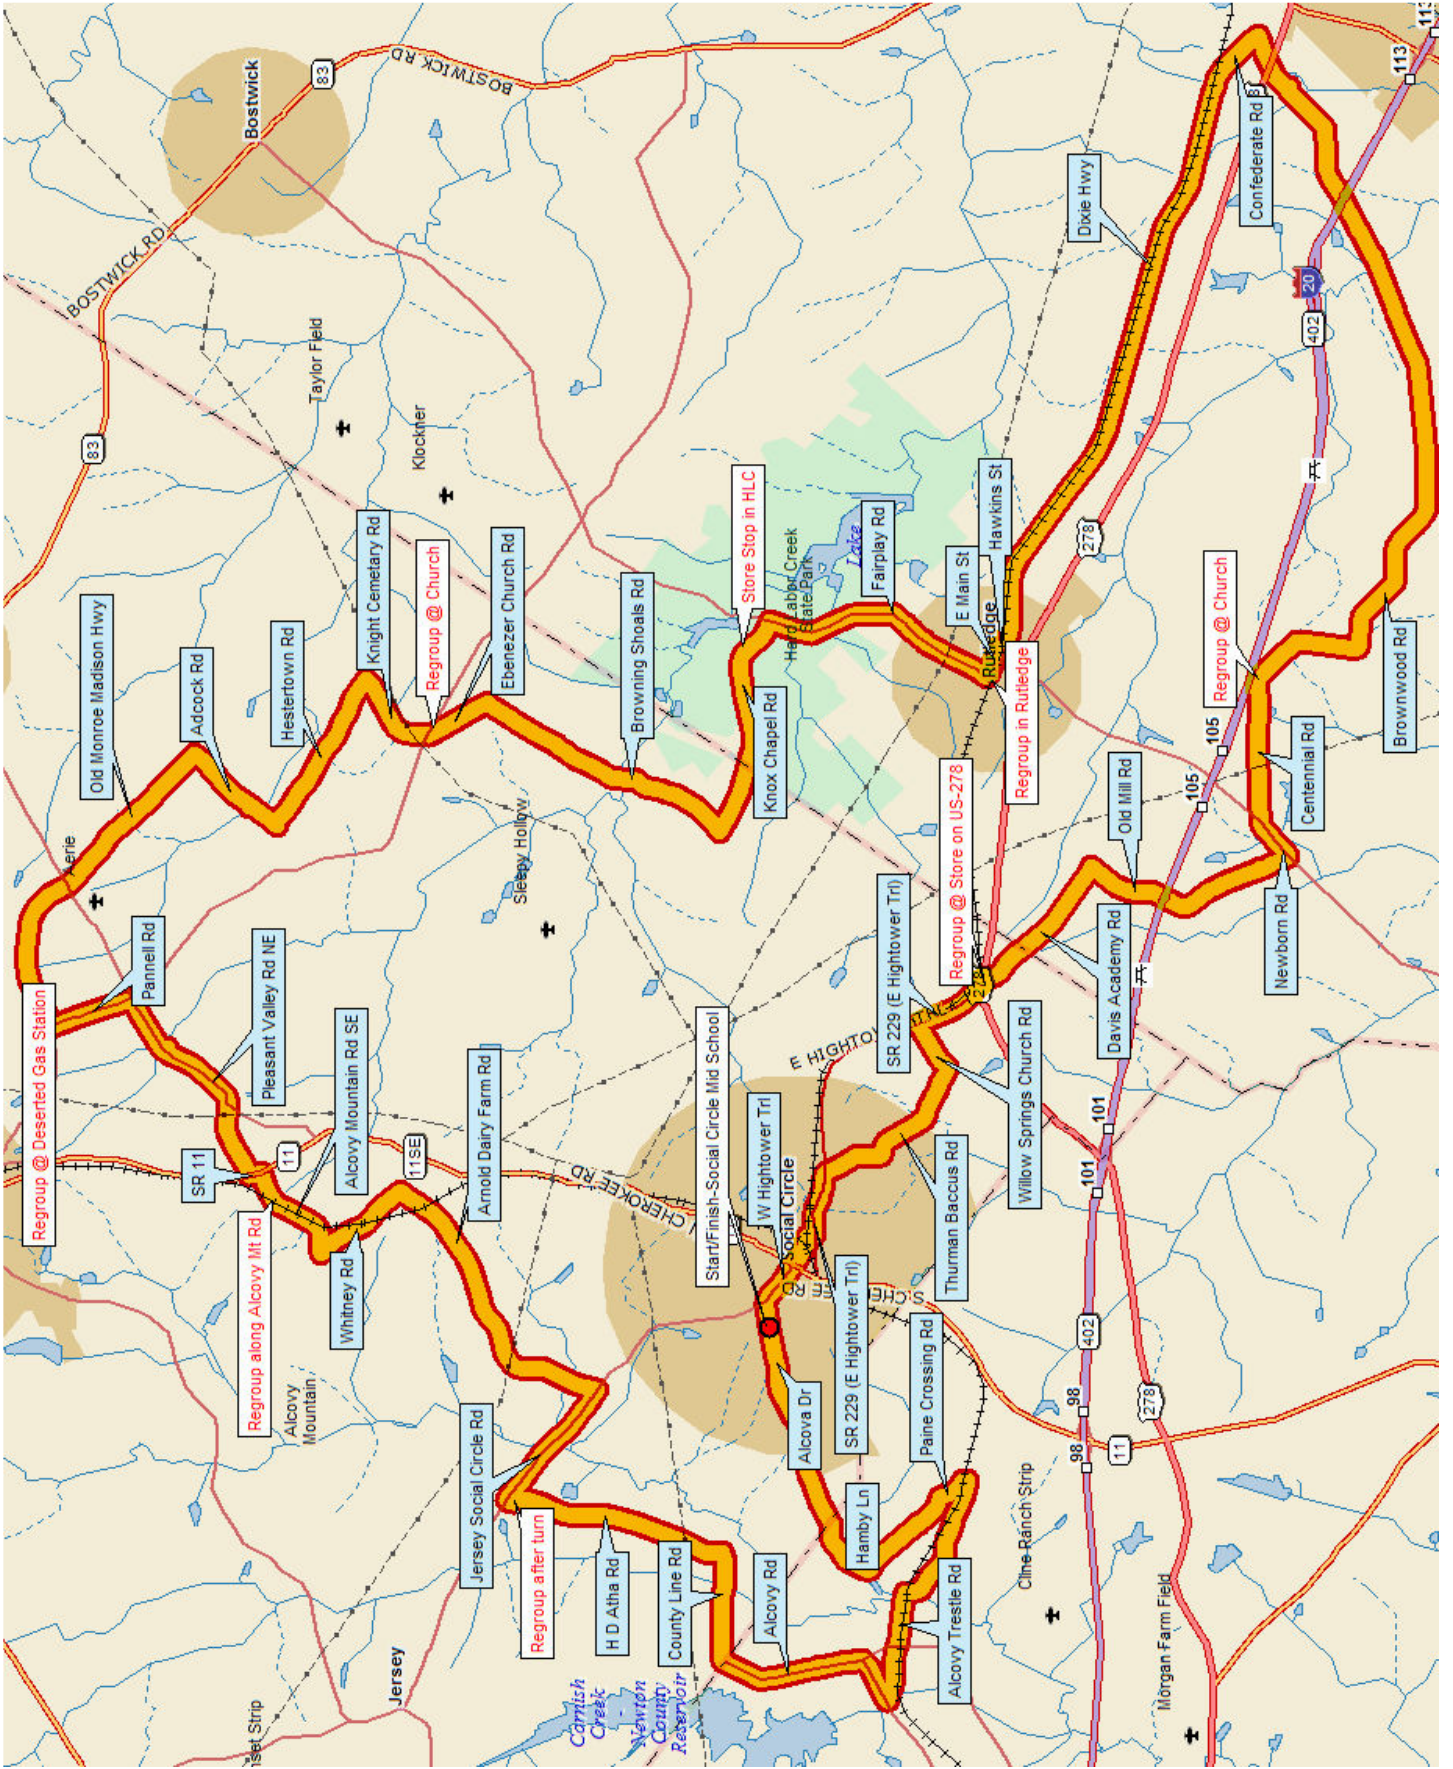 Regroup @ Deserted Gas Station
Aerie
Old Monroe Madison Hwy
83
BOSTWICK RD
Pannell Rd
SR 11
Adcock Rd
Bostwick
83
Regroup along Alcovy Mt Rd
Pleasant Valley Rd NE
11
Hestertown Rd
Taylor Field
Alcovy
Mountain
Whitney Rd
Alcovy Mountain Rd SE
Knight Cemetary Rd
BOSTWICK RD
Jersey
11SE
Klockner
Regroup @ Church
Jersey Social Circle Rd
Arnold Dairy Farm Rd
Ebenezer Church Rd
Sleepy Hollow
Regroup after turn
N CHEROKEE RD
H D Atha Rd
Browning Shoals Rd
Cornish
Creek
-
Newton
County
Reservoir
County Line Rd
Start/Finish-Social Circle Mid School
Store Stop in HLC
Alcovy Rd
W Hightower Trl
Social Circle
Knox Chapel Rd
Hard Labor Creek
State Park
Lake
Alcova Dr
E HIGHTO
S CHE
EE RD
SR 229 (E Hightower Trl)
Hamby Ln
SR 229 (E Hightower Trl)
Fairplay Rd
Paine Crossing Rd
Thurman Baccus Rd
Regroup @ Store on US-278
E Main St
Rutledge
Hawkins St
Alcovy Trestle Rd
278
Willow Springs Church Rd
Regroup in Rutledge
Cline Ranch Strip
Dixie Hwy
98
98
402
101
101
Davis Academy Rd
Old Mill Rd
278
11
278
Morgan Farm Field
105
105
Regroup @ Church
Newborn Rd
Centennial Rd
Confederate Rd
402
20
Brownwood Rd
113
113